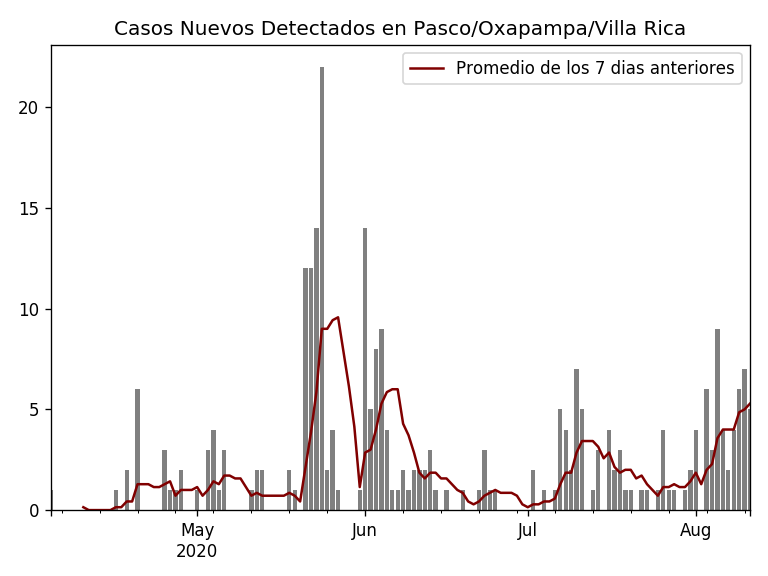 Casos Nuevos Detectados en Pasco/Oxapampa/Villa Rica
Promedio de los 7 dias anteriores
20
15
10
5
0
May Jun Jul Aug
2020